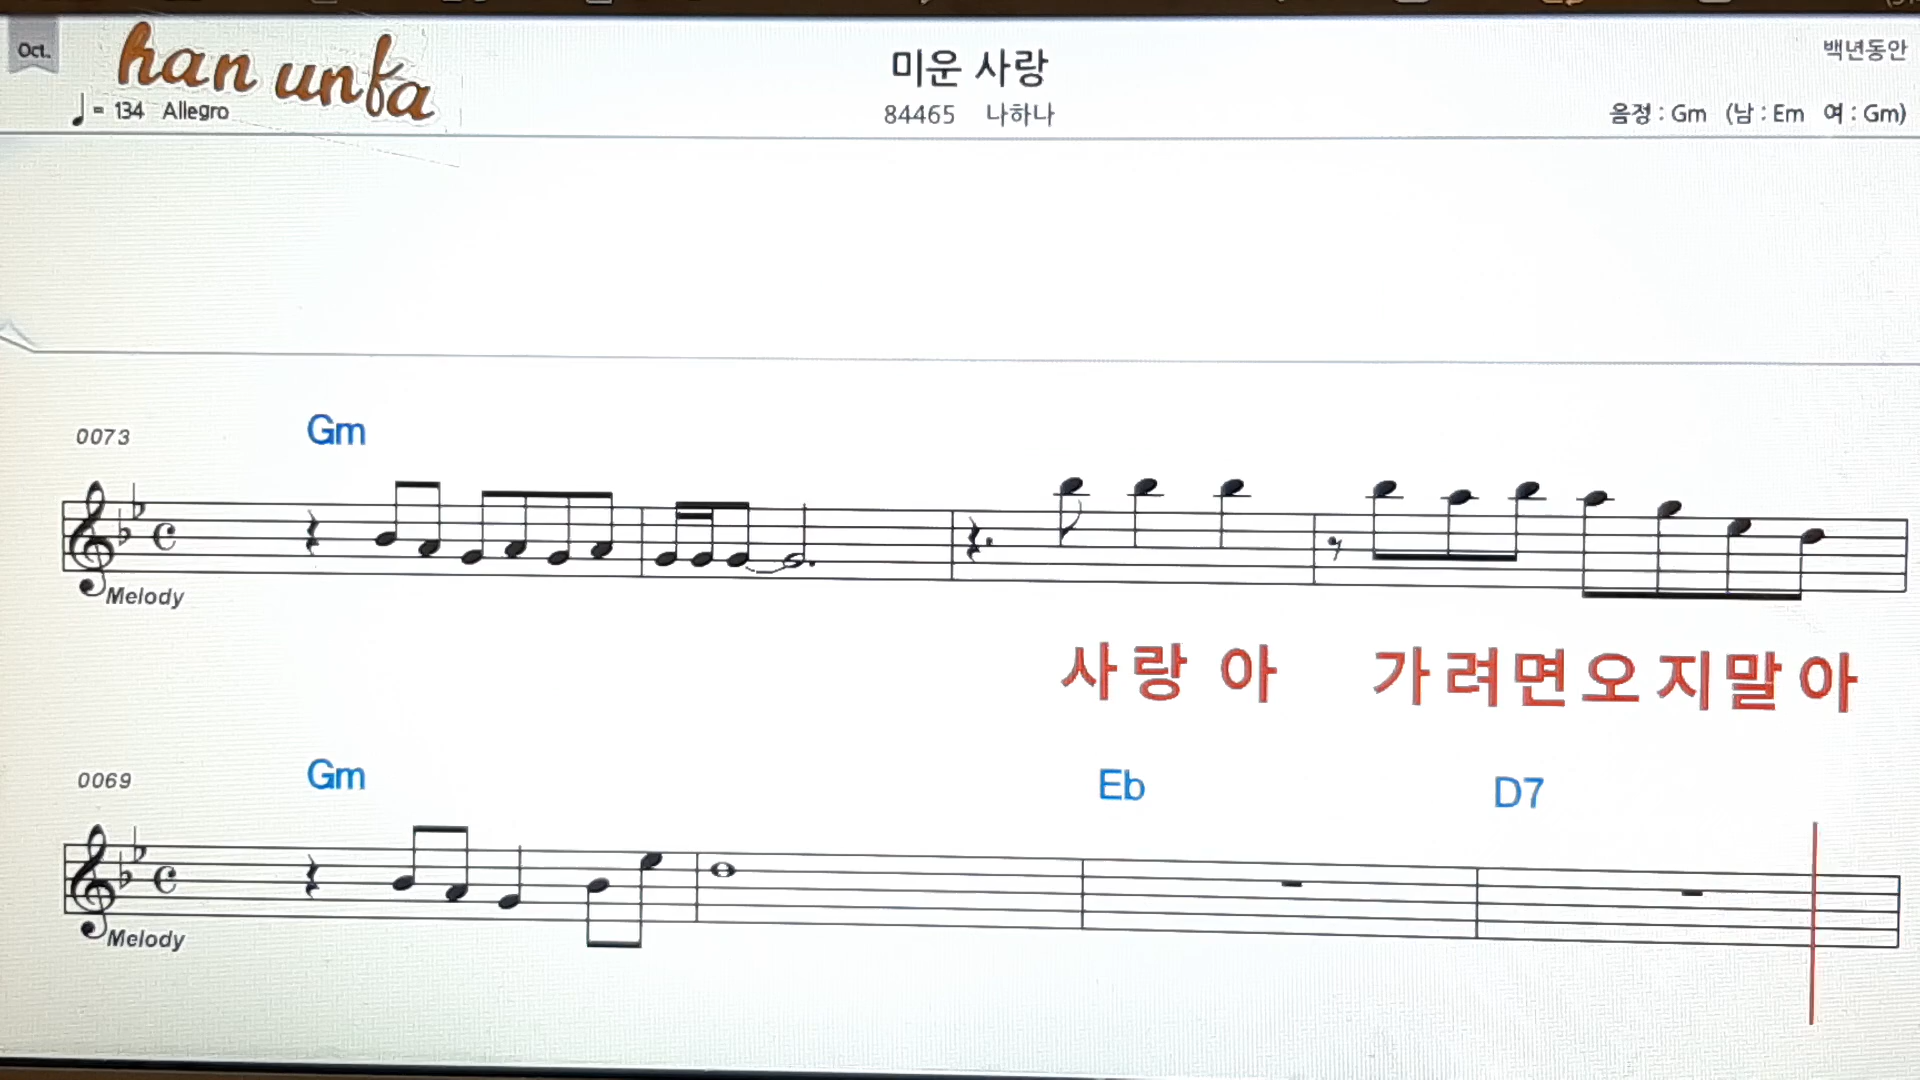 Oct.
han unfa
미운 사랑
백년동안
♩= 134 Allegro
84465 나하나
음정 : Gm (남 : Em 여 : Gm)
0073
Gm
Melody
사랑아 가려면오지말아
0069
Gm
Eb
D7
Melody